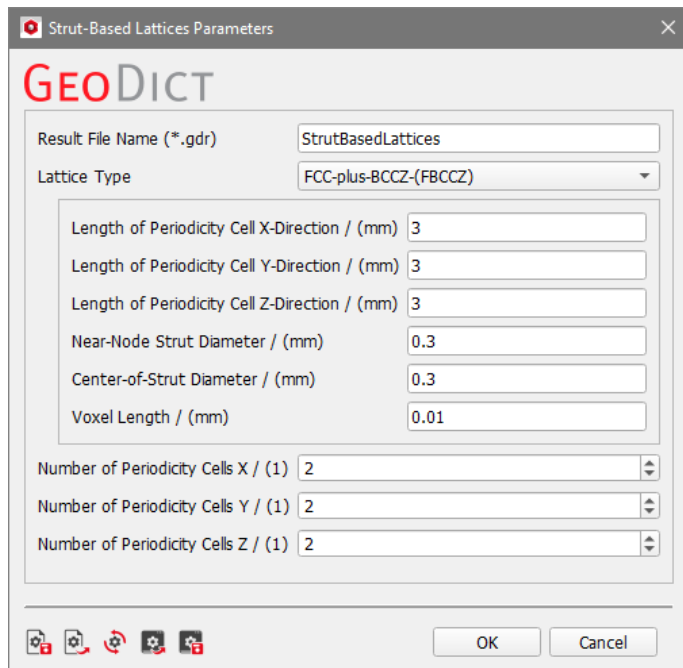 Strut-Based Lattices Parameters
GEODICT
Result File Name (*.gdr) StrutBasedLattices
Lattice Type FCC-plus-BCCZ-(FBCCZ)
Length of Periodicity Cell X-Direction / (mm) 3
Length of Periodicity Cell Y-Direction / (mm) 3
Length of Periodicity Cell Z-Direction / (mm) 3
Near-Node Strut Diameter / (mm) 0.3
Center-of-Strut Diameter / (mm) 0.3
Voxel Length / (mm) 0.01
Number of Periodicity Cells X / (1) 2
Number of Periodicity Cells Y / (1) 2
Number of Periodicity Cells Z / (1) 2
OK Cancel